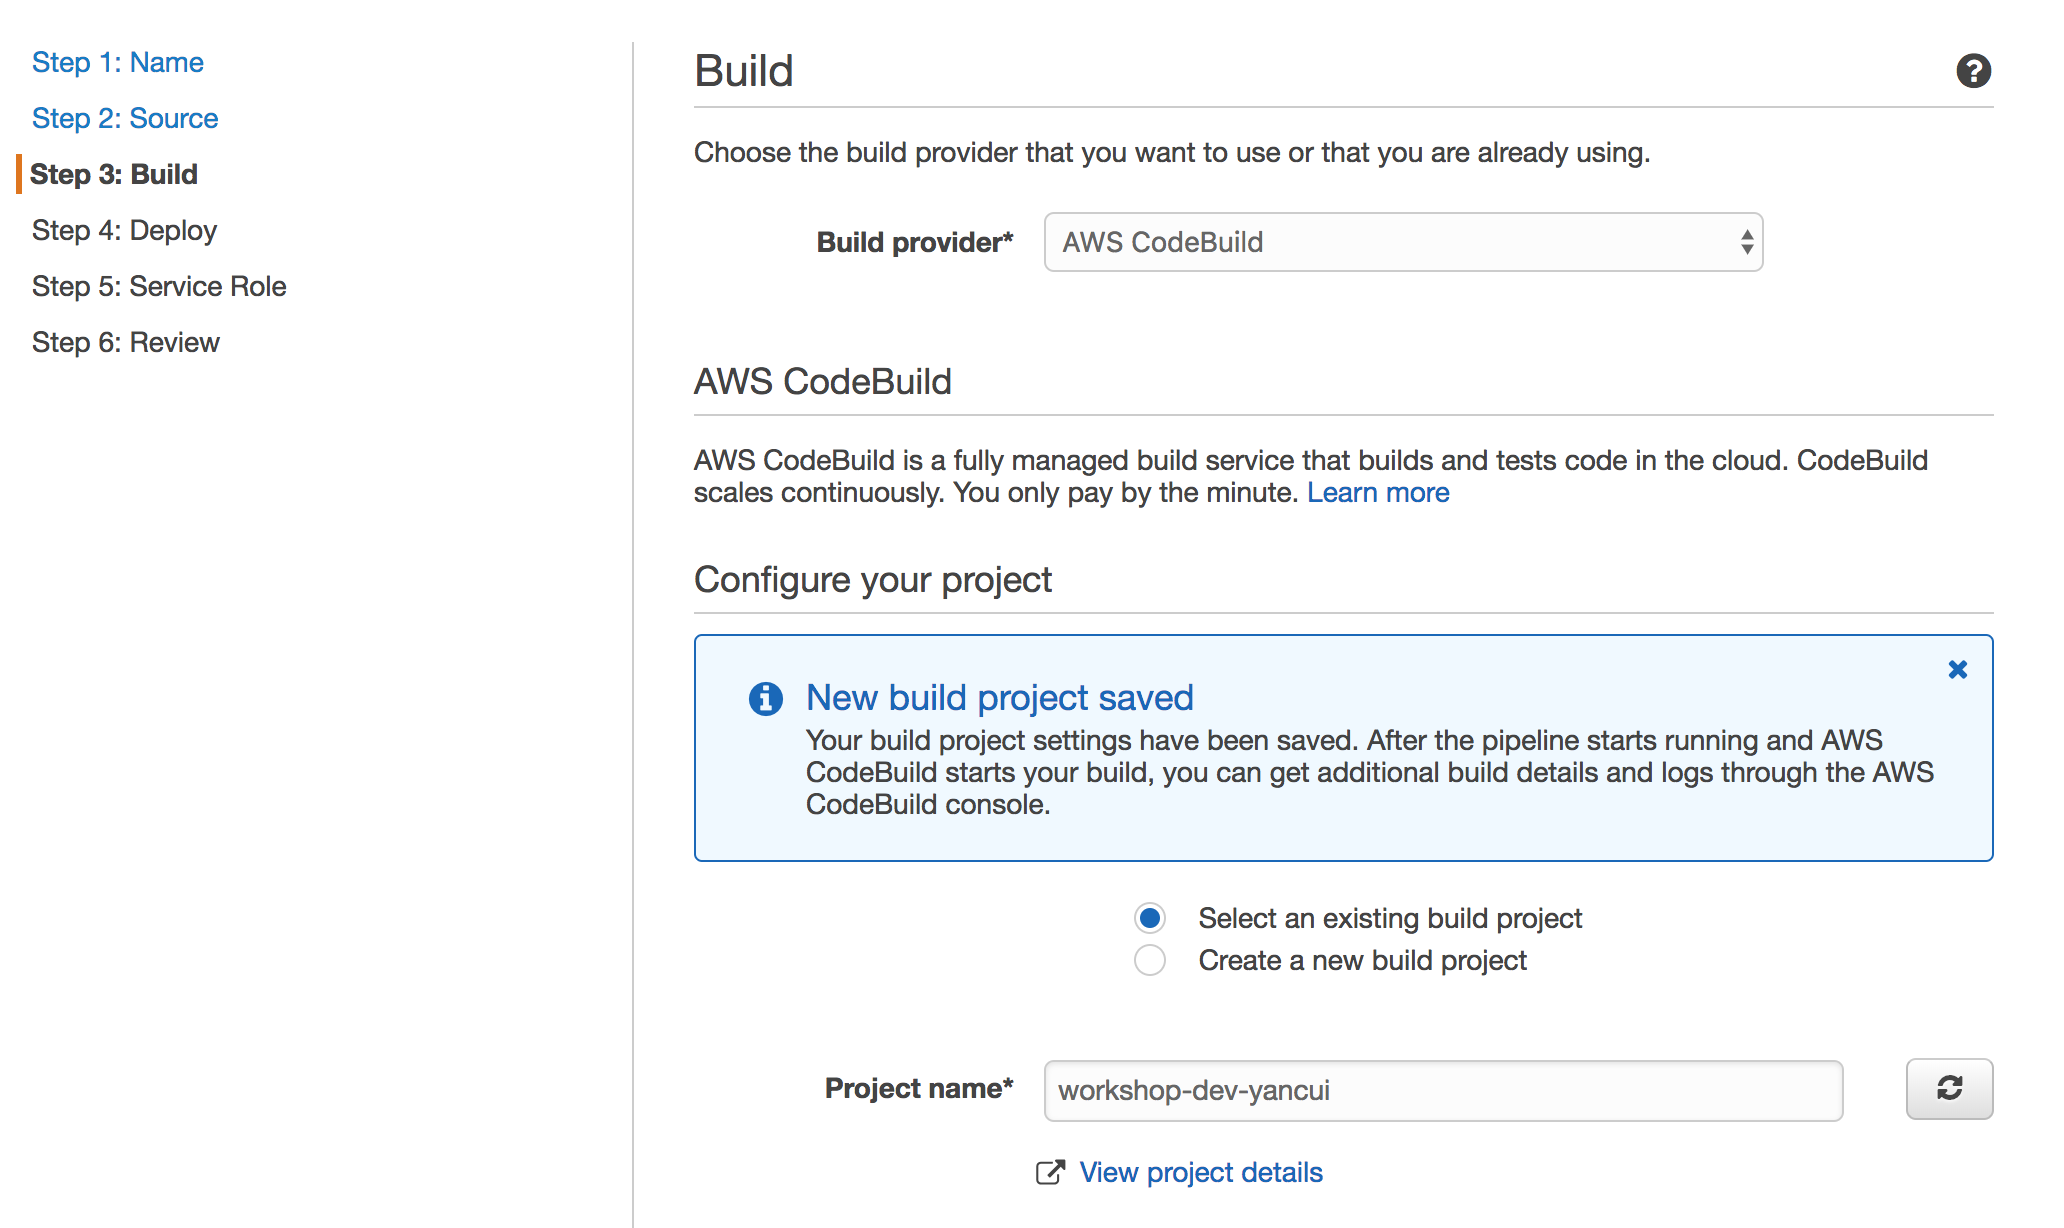 Step 1: Name
Step 2: Source
Step 3: Build
Step 4: Deploy
Step 5: Service Role
Step 6: Review
Build
Choose the build provider that you want to use or that you are already using.
Build provider* AWS CodeBuild
AWS CodeBuild
AWS CodeBuild is a fully managed build service that builds and tests code in the cloud. CodeBuild
scales continuously. You only pay by the minute. Learn more
Configure your project
New build project saved
Your build project settings have been saved. After the pipeline starts running and AWS
CodeBuild starts your build, you can get additional build details and logs through the AWS
CodeBuild console.
Select an existing build project
Create a new build project
Project name* workshop-dev-yancui
View project details